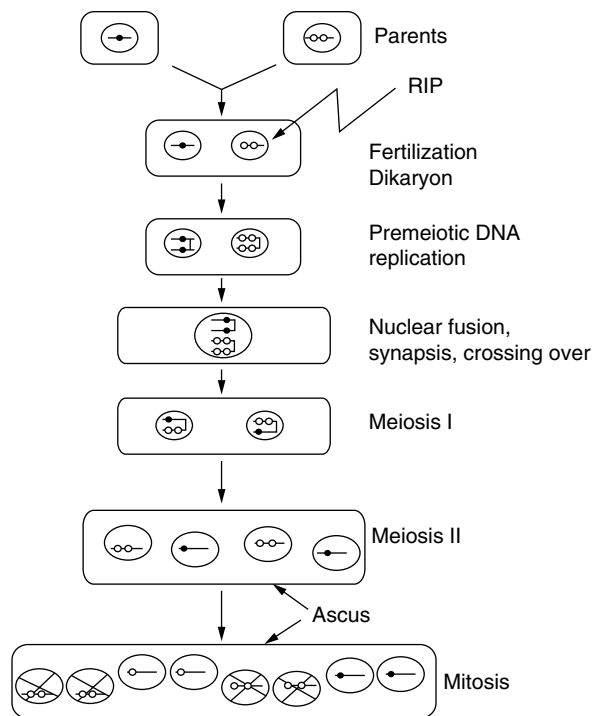 Parents
RIP
Fertilization
Dikaryon
Premeiotic DNA
replication
Nuclear fusion,
synapsis, crossing over
Meiosis I
Meiosis II
Ascus
Mitosis